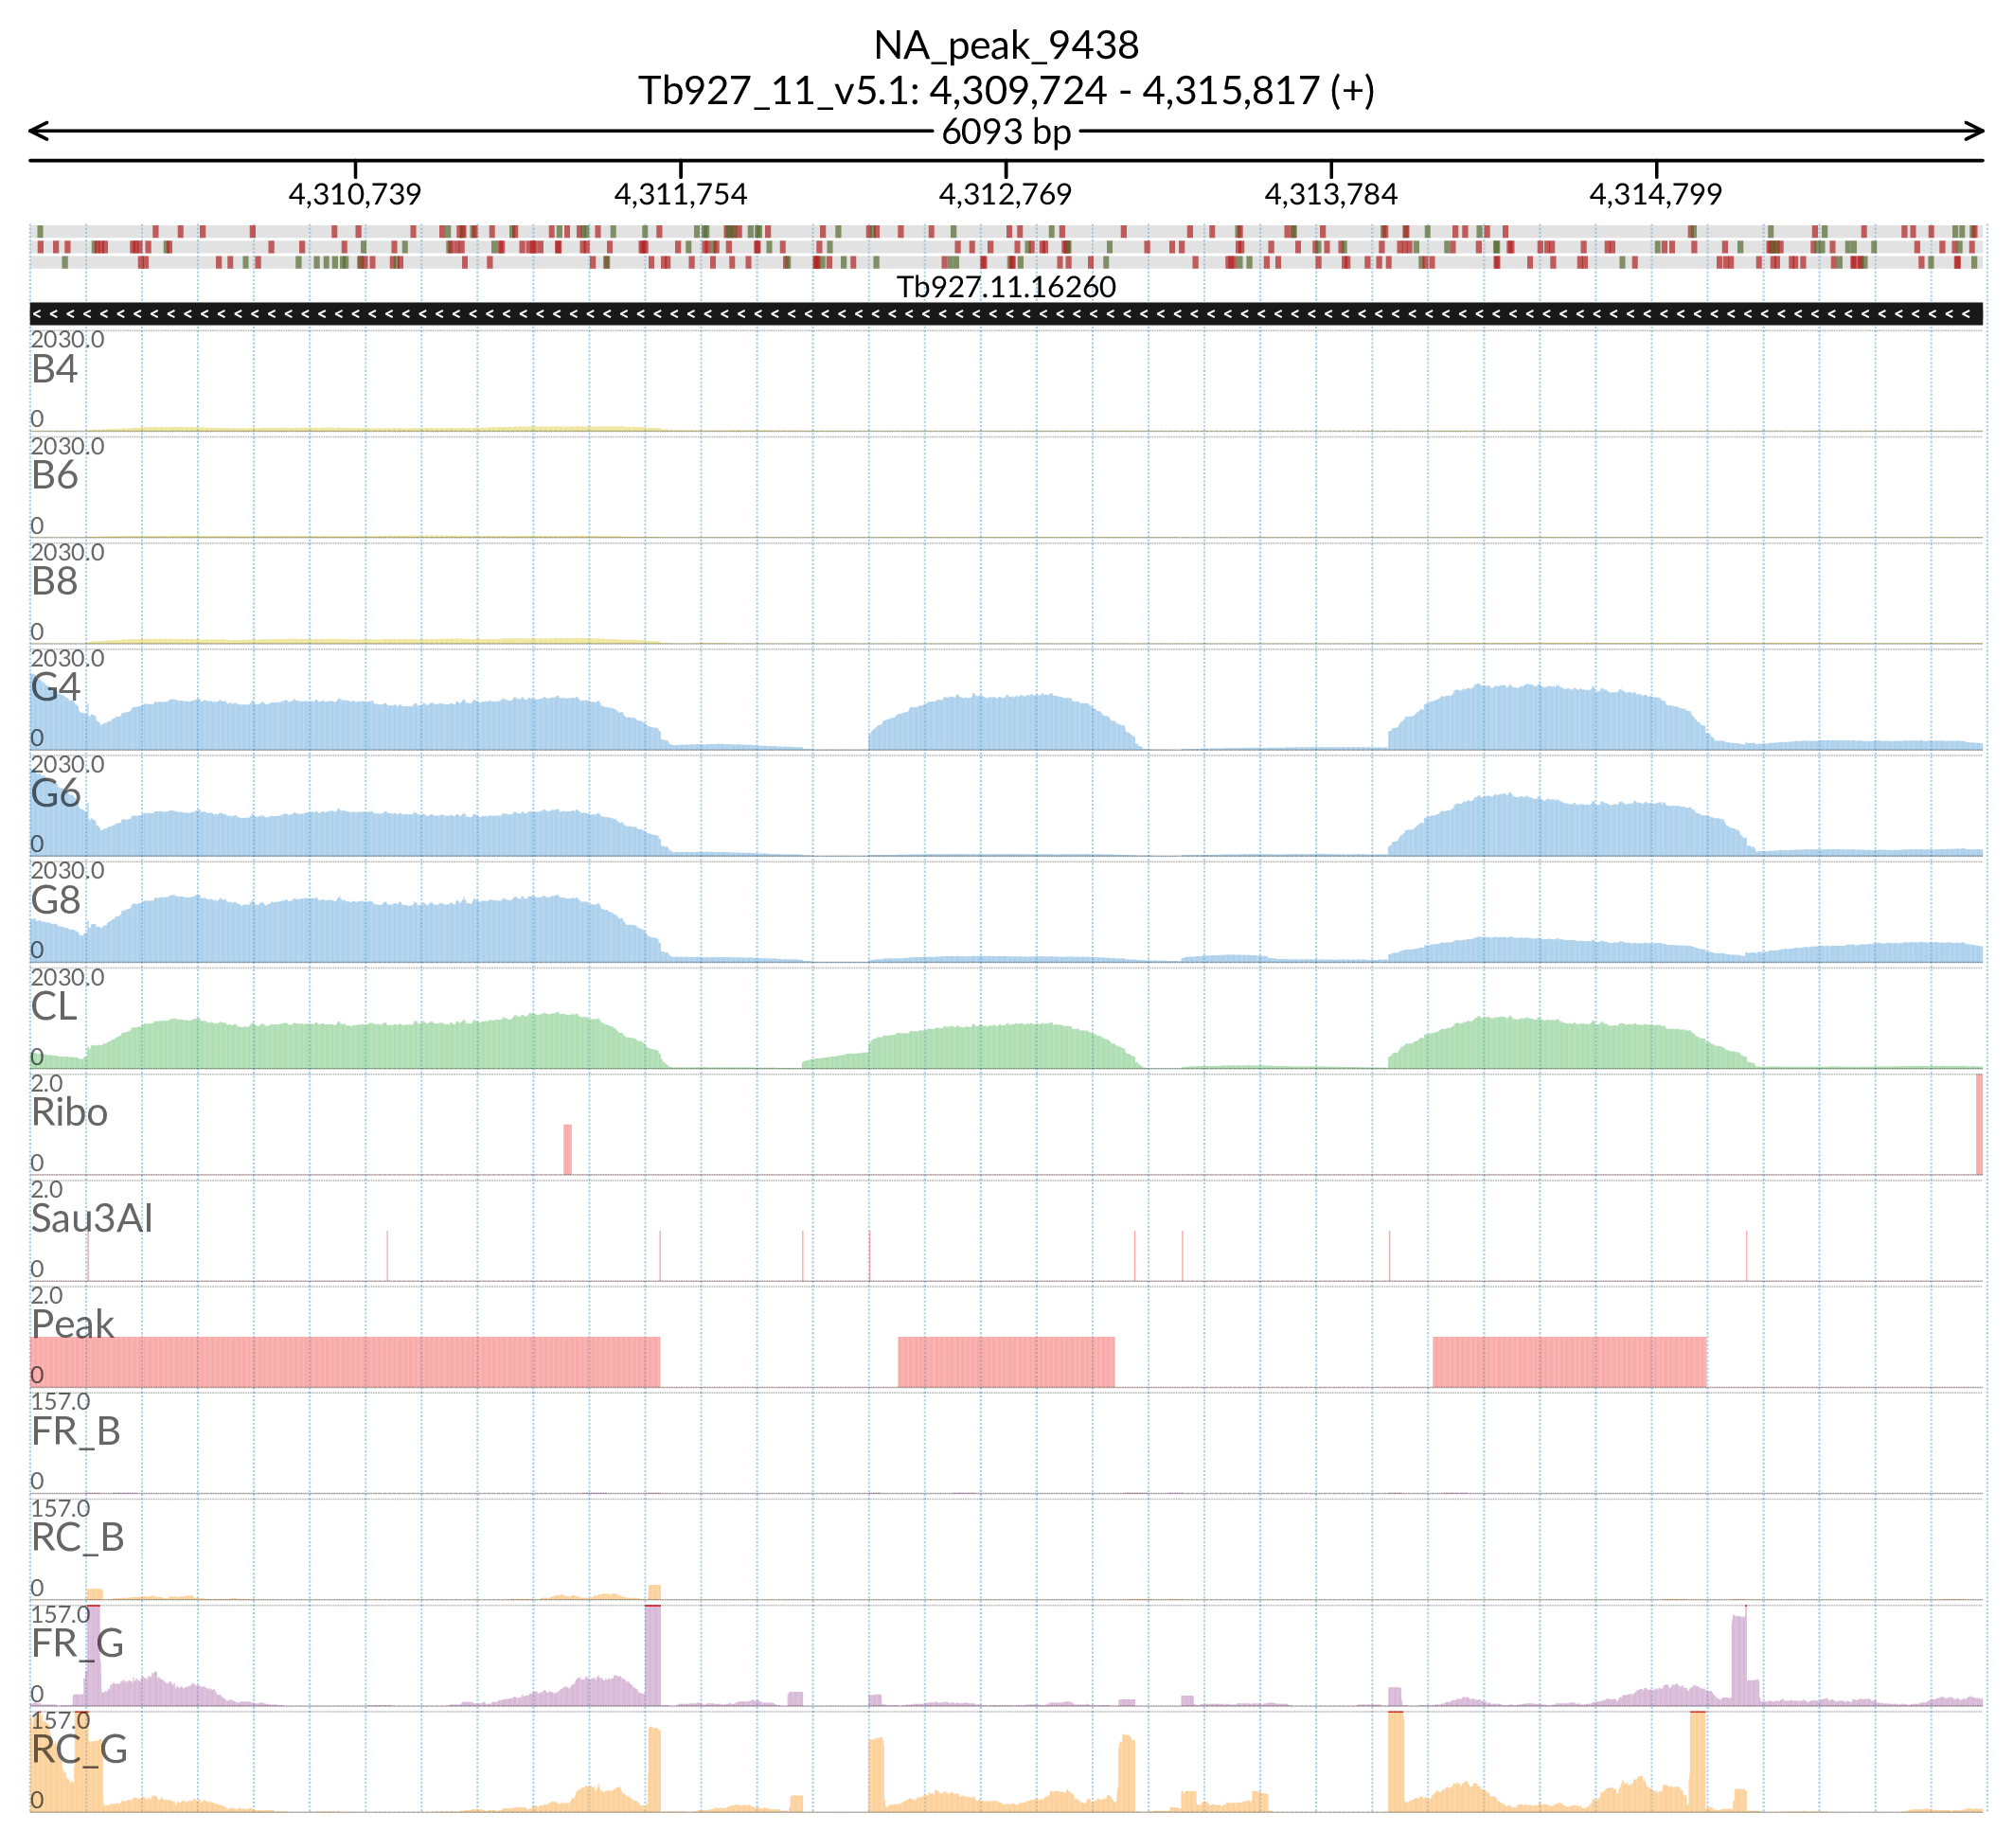 NA_peak_9438
Tb927_11_v5.1: 4,309,724 - 4,315,817 (+)
6093 bp
4,310,739 4,311,754 4,312,769 4,313,784 4,314,799
Tb927.11.16260
2030.0
B4
0
2030.0
B6
0
2030.0
B8
0
2030.0
G4
0
2030.0
G6
0
2030.0
G8
0
2030.0
CL
0
2.0
Ribo
0
2.0
Sau3AI
0
2.0
Peak
0
157.0
FR_B
0
157.0
RC_B
0
157.0
FR_G
0
157.0
RC_G
0